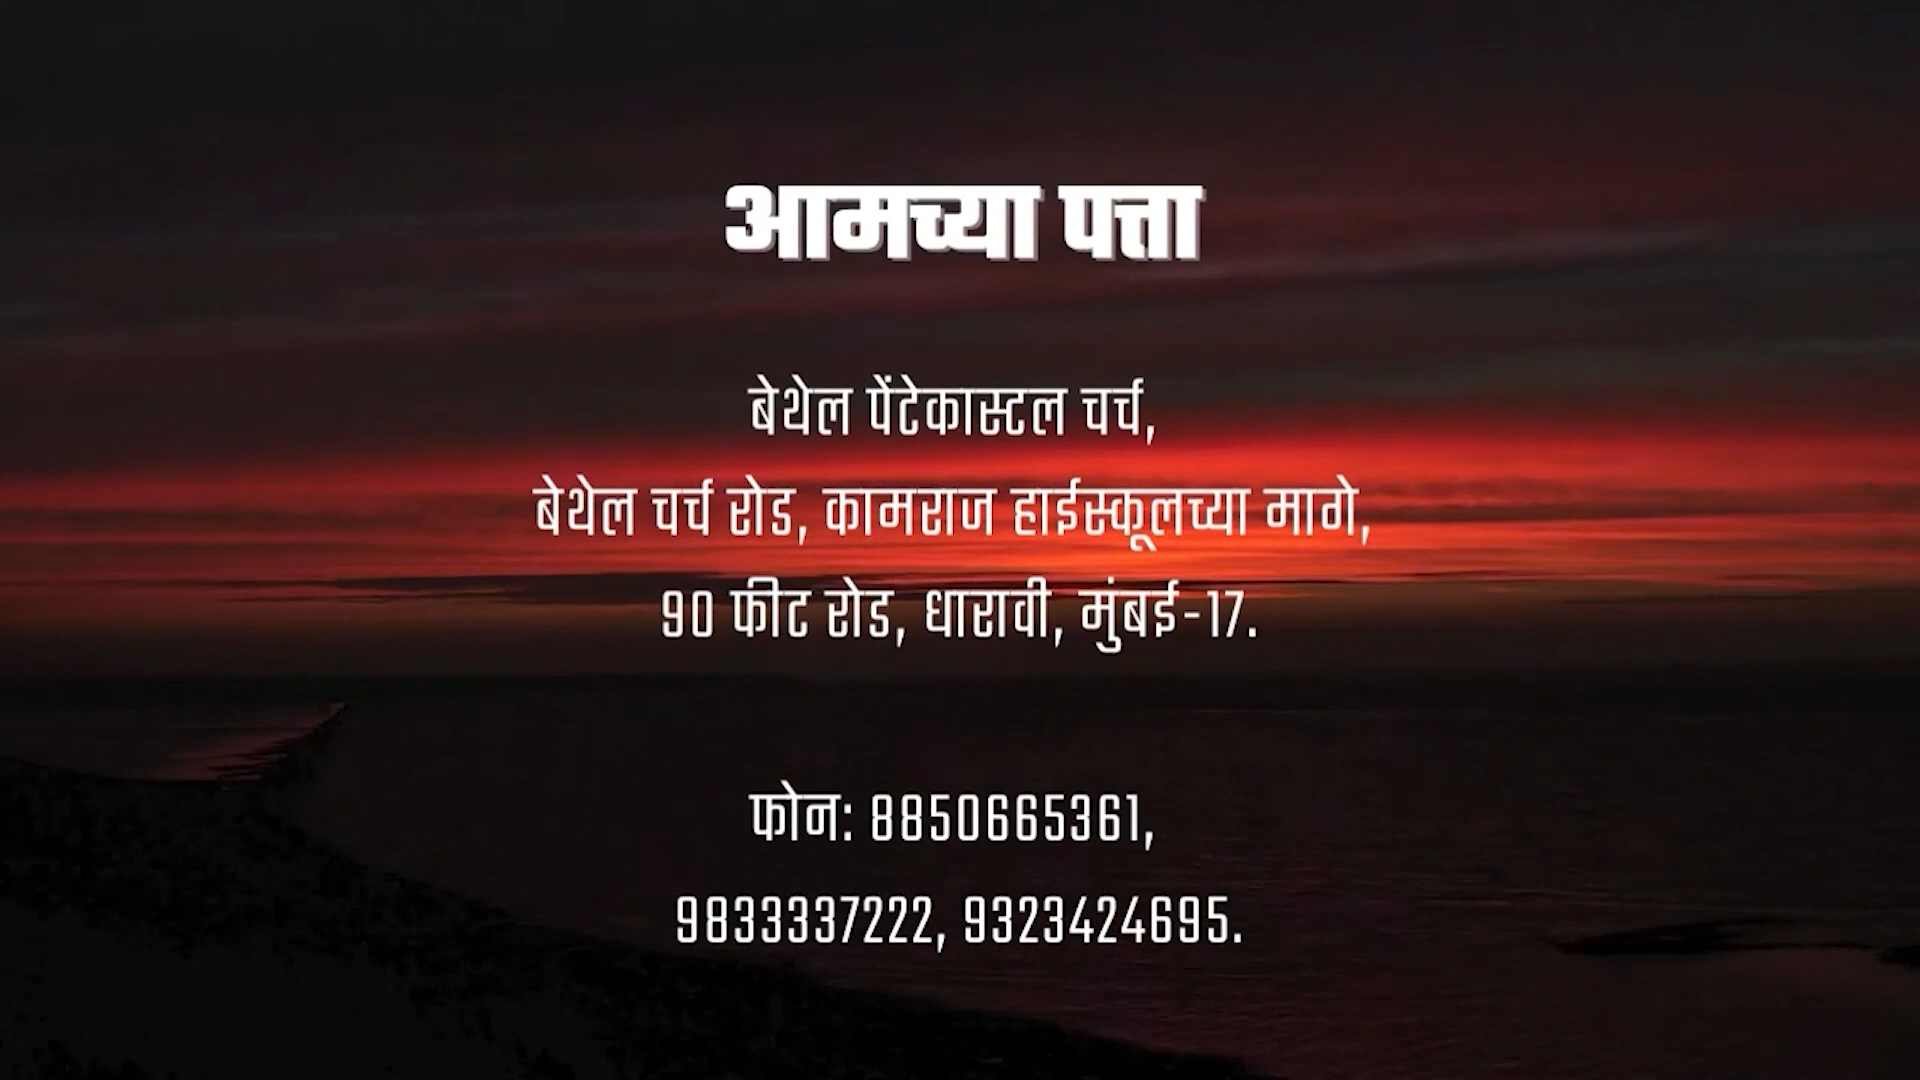 आमच्या पत्ता
बेथेल पेंटेकास्टल चर्च,
बेथेल चर्च रोड, कामराज हाईस्कूलच्या मागे,
90 फीट रोड, धारावी, मुंबई-17.
फोन: 8850665361,
9833337222, 9323424695.